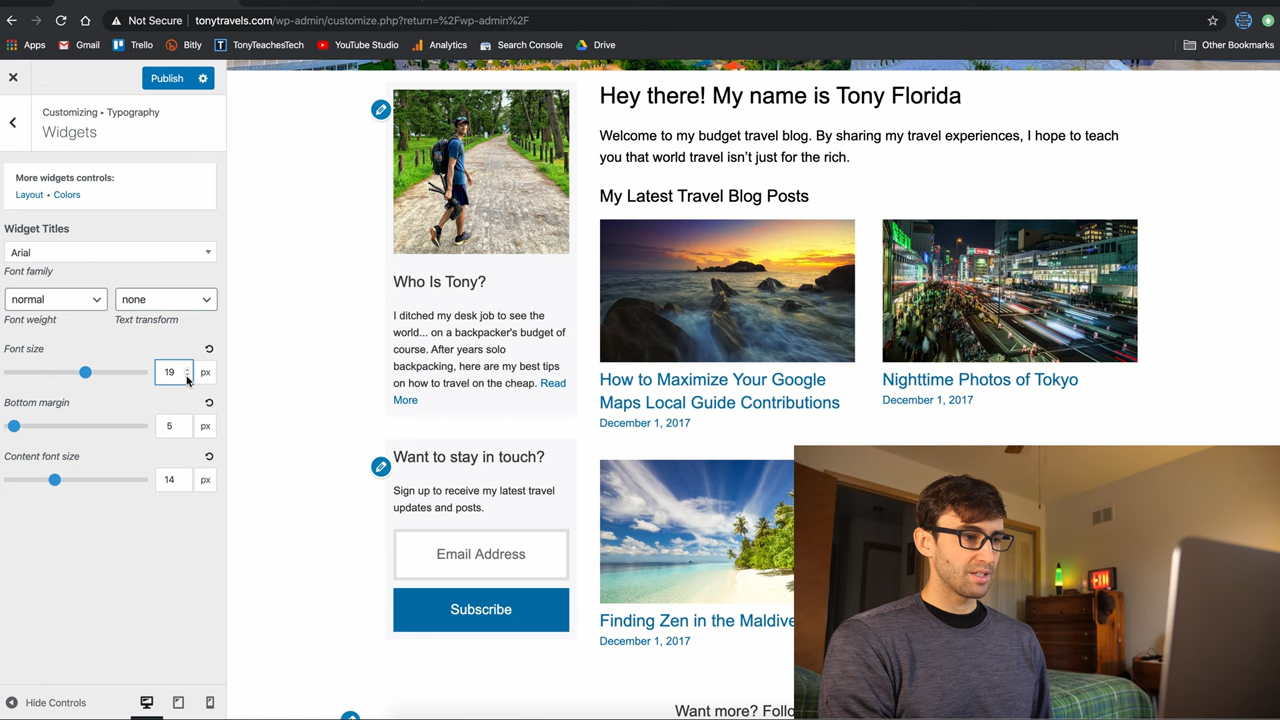 Not Secure
tonytravels.com/wp-admin/customize.php?return=%2Fwp-admin%2F
Apps
Gmail
Trello
Bitly
TonyTeachesTech
YouTube Studio
Analytics
Search Console
Drive
Other Bookmarks
Publish
Customizing ▸ Typography
Widgets
More widgets controls:
Layout • Colors
Widget Titles
Arial
Font family
normal
none
Font weight
Text transform
Font size
19
px
Bottom margin
5
px
Content font size
14
px
Hide Controls
Who Is Tony?
I ditched my desk job to see the
world... on a backpacker's budget of
course. After years solo
backpacking, here are my best tips
on how to travel on the cheap. Read
More
Want to stay in touch?
Sign up to receive my latest travel
updates and posts.
Email Address
Subscribe
Hey there! My name is Tony Florida
Welcome to my budget travel blog. By sharing my travel experiences, I hope to teach
you that world travel isn't just for the rich.
My Latest Travel Blog Posts
How to Maximize Your Google
Maps Local Guide Contributions
December 1, 2017
Nighttime Photos of Tokyo
December 1, 2017
Finding Zen in the Maldive
December 1, 2017
Want more? Follo